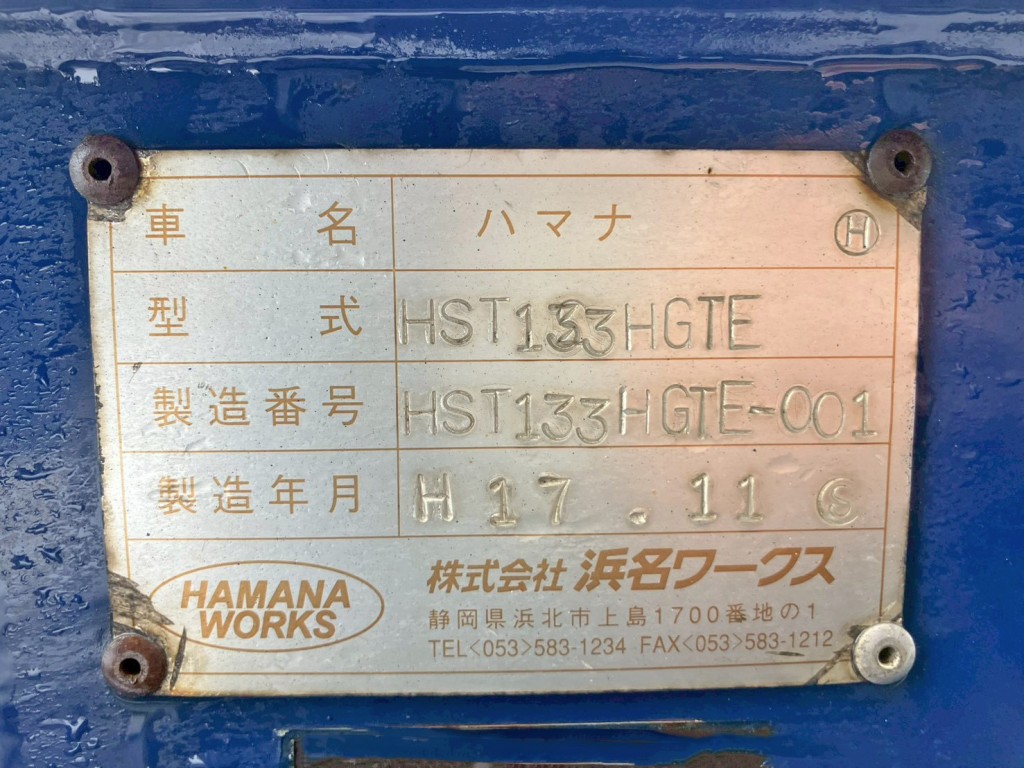 車名 ハマナ Ⓗ
型式 HST133HGTE
製造番号 HST133HGTE-001
製造年月 H17.11 Ⓢ
HAMANA
WORKS
株式会社 浜名ワークス
静岡県浜北市上島1700番地の1
TEL<053>583-1234 FAX<053>583-1212